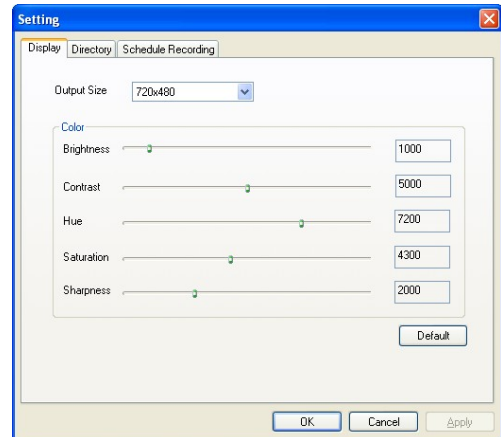 Setting
Display Directory Schedule Recording
Output Size 720x480
Color
Brightness 1000
Contrast 5000
Hue 7200
Saturation 4300
Sharpness 2000
Default
OK Cancel Apply